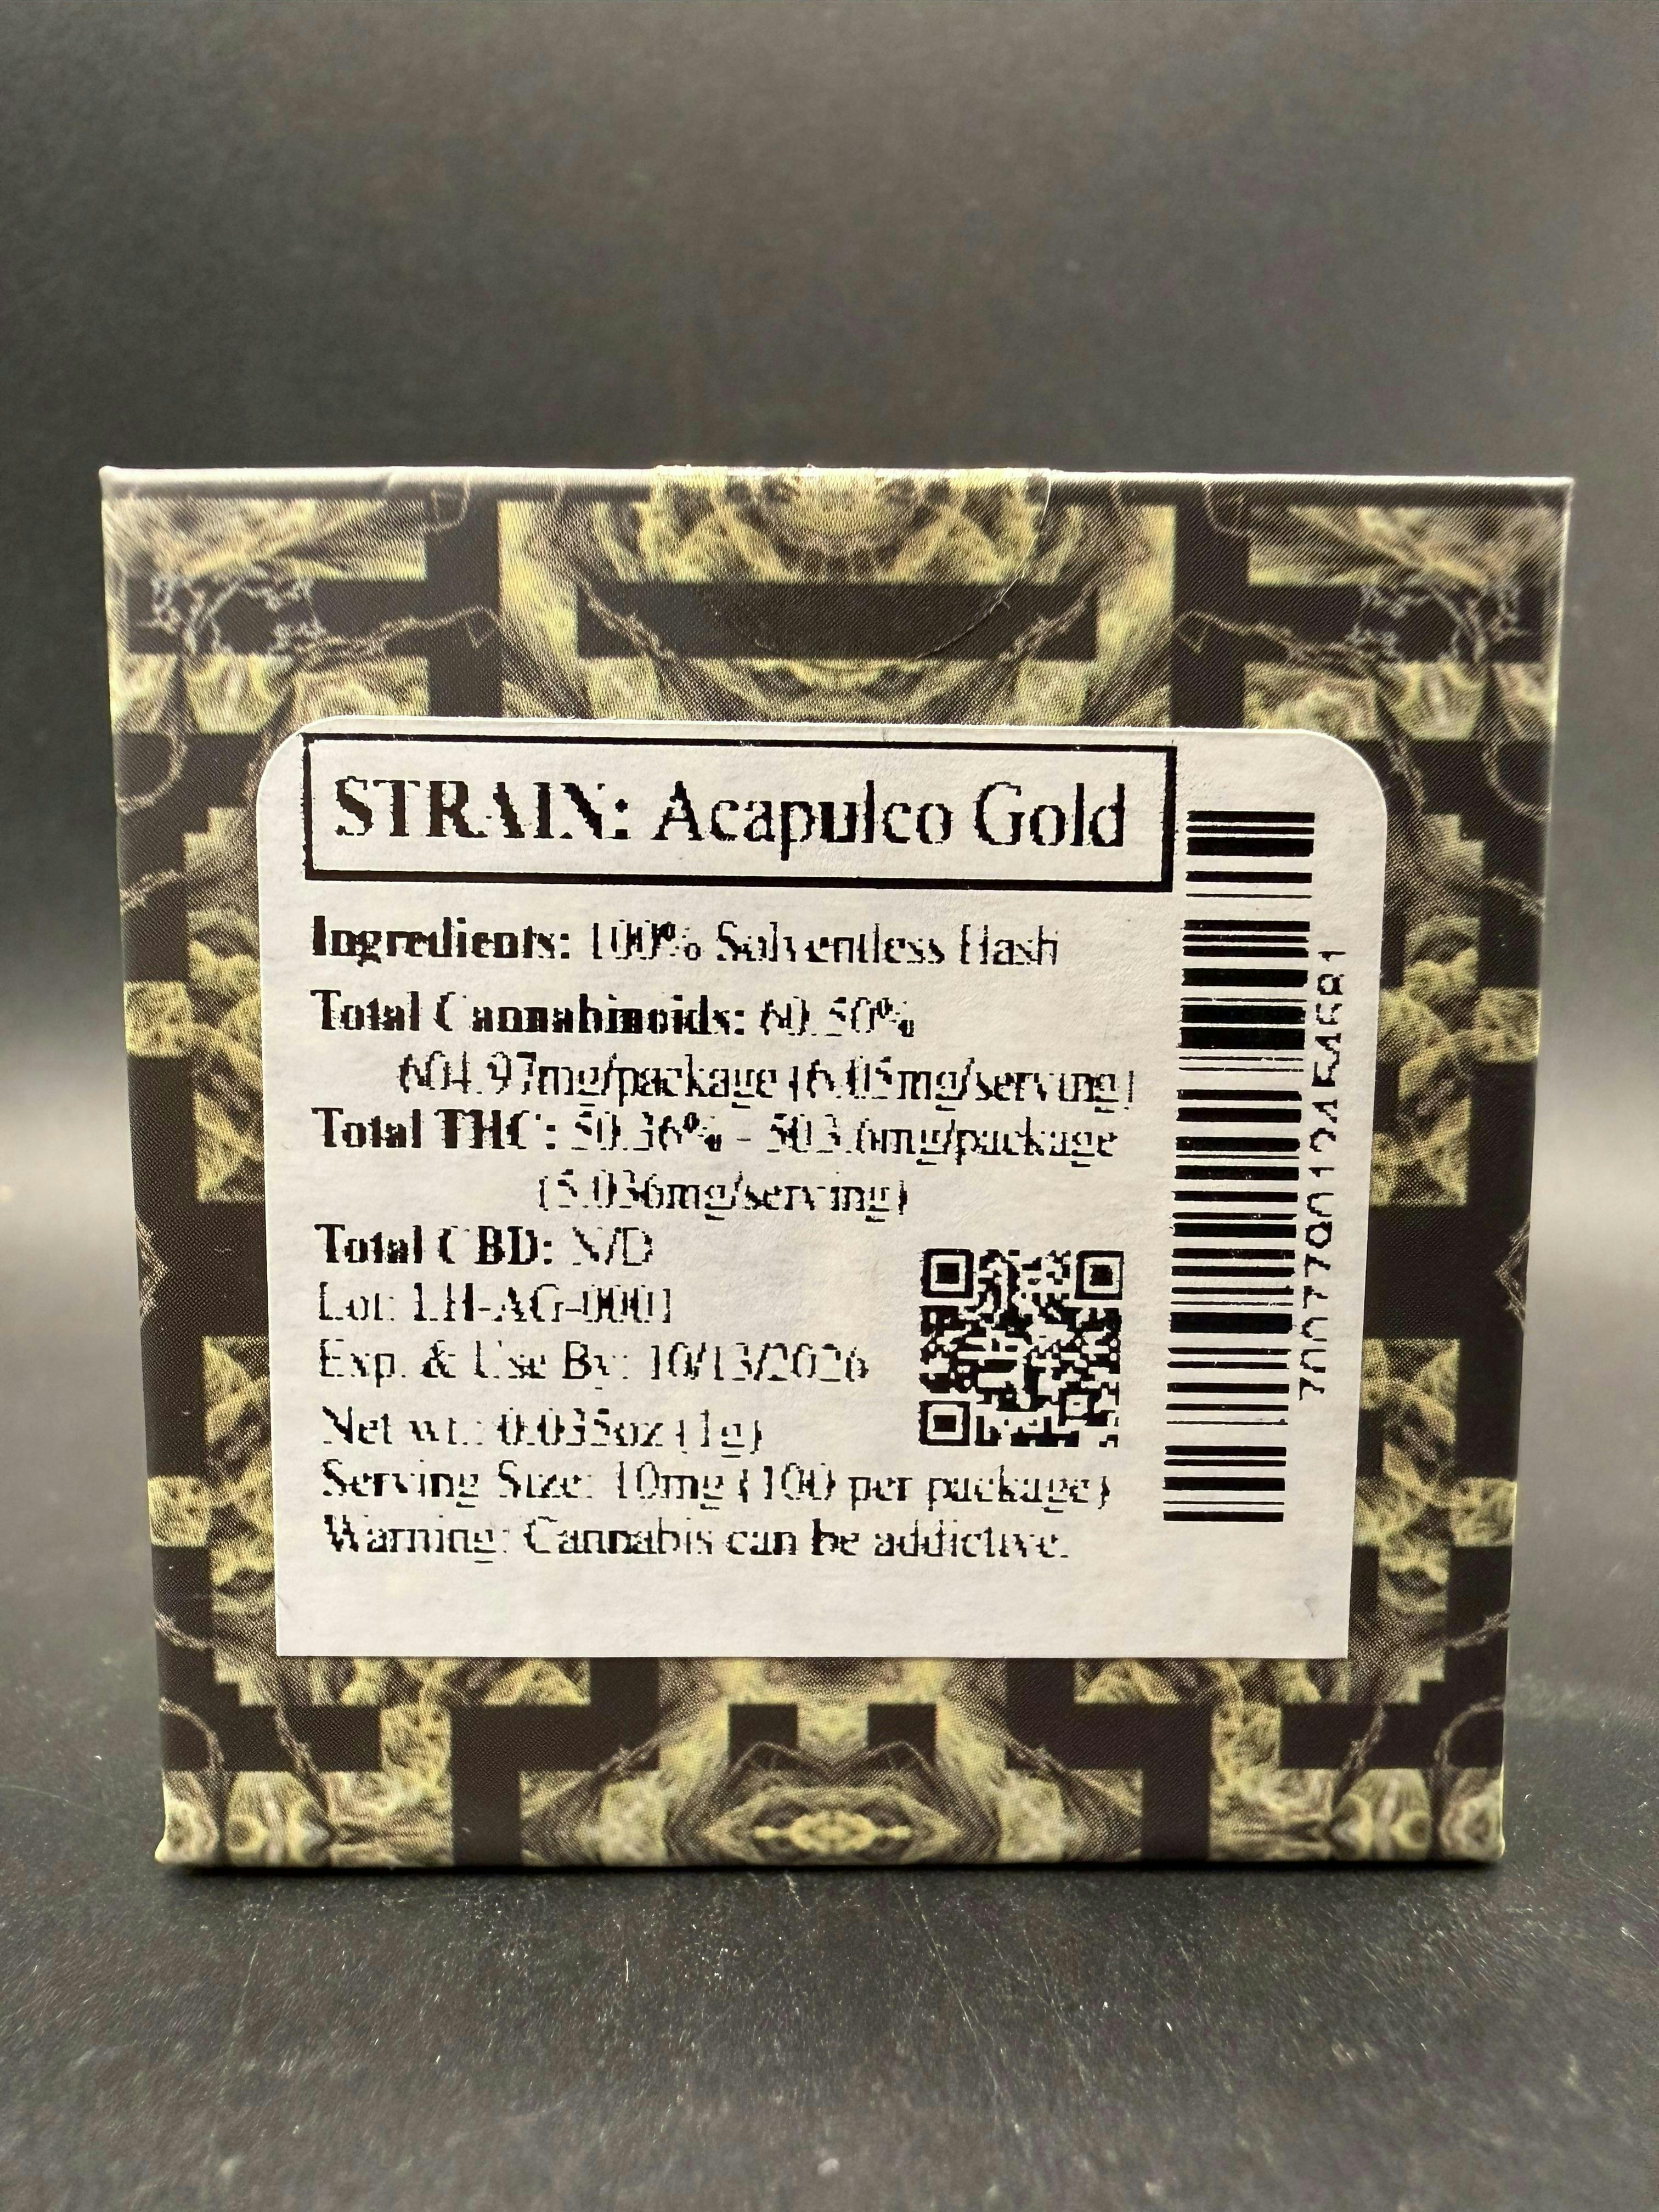 STRAIN: Acapulco Gold
Ingredients: 100% Solventless Hash
Total Cannabinoids: 60.50%
604.97mg/package (6.05mg/serving)
Total THC: 50.36% - 503.6mg/package
(5.036mg/serving)
Total CBD: N/D
Lot: LH-AG-0001
Exp. & Use By: 10/13/2026
Net wt.: 0.035oz (1g)
Serving Size: 10mg (100 per package)
Warning: Cannabis can be addictive.